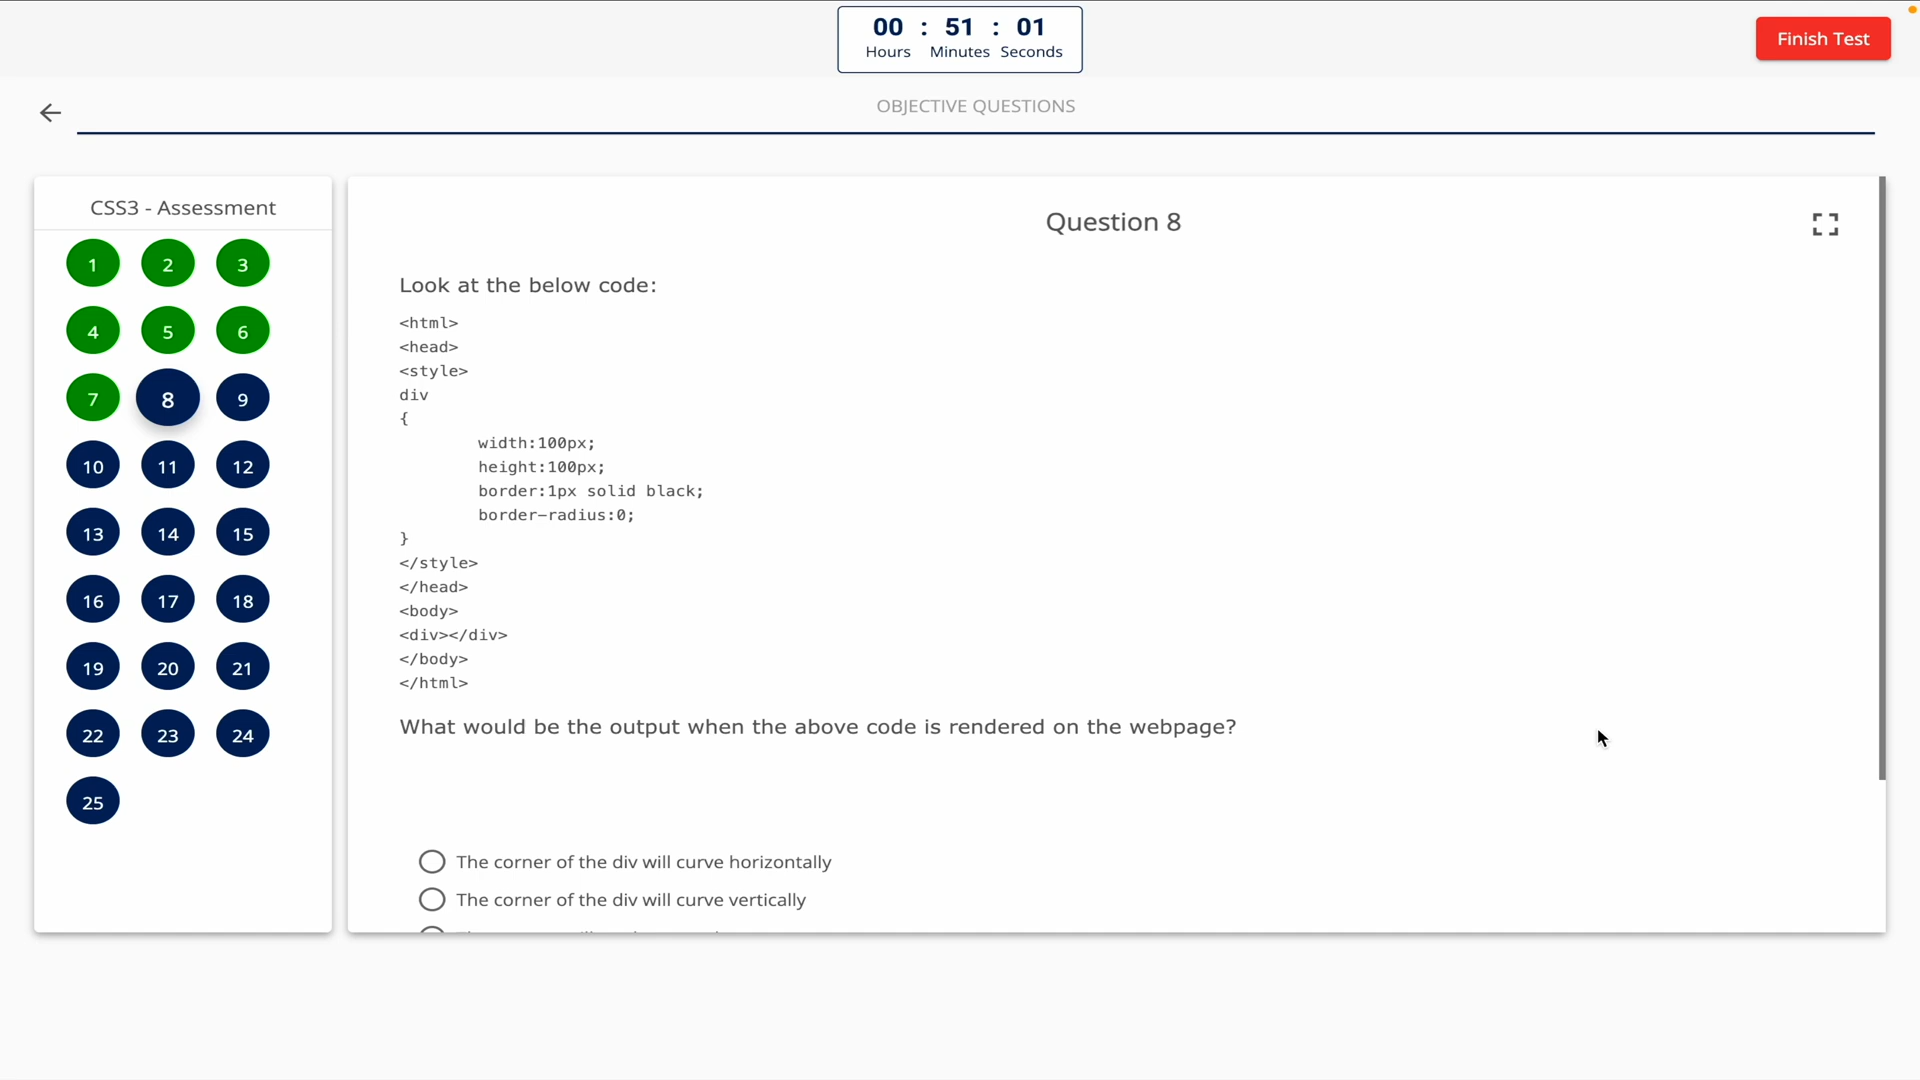 00 : 51 : 01
Hours Minutes Seconds
Finish Test
OBJECTIVE QUESTIONS
CSS3 - Assessment
1 2 3
4 5 6
7 8 9
10 11 12
13 14 15
16 17 18
19 20 21
22 23 24
25
Question 8
Look at the below code:
<html>
<head>
<style>
div
{
width:100px;
height:100px;
border:1px solid black;
border-radius:0;
}
</style>
</head>
<body>
<div></div>
</body>
</html>
What would be the output when the above code is rendered on the webpage?
The corner of the div will curve horizontally
The corner of the div will curve vertically